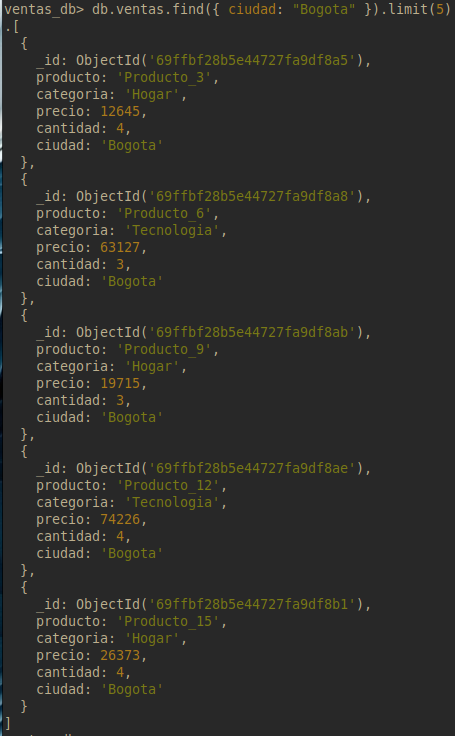 ventas_db> db.ventas.find({ ciudad: "Bogota" }).limit(5)
.[
  {
    _id: ObjectId('69ffbf28b5e44727fa9df8a5'),
    producto: 'Producto_3',
    categoria: 'Hogar',
    precio: 12645,
    cantidad: 4,
    ciudad: 'Bogota'
  },
  {
    _id: ObjectId('69ffbf28b5e44727fa9df8a8'),
    producto: 'Producto_6',
    categoria: 'Tecnologia',
    precio: 63127,
    cantidad: 3,
    ciudad: 'Bogota'
  },
  {
    _id: ObjectId('69ffbf28b5e44727fa9df8ab'),
    producto: 'Producto_9',
    categoria: 'Hogar',
    precio: 19715,
    cantidad: 3,
    ciudad: 'Bogota'
  },
  {
    _id: ObjectId('69ffbf28b5e44727fa9df8ae'),
    producto: 'Producto_12',
    categoria: 'Tecnologia',
    precio: 74226,
    cantidad: 4,
    ciudad: 'Bogota'
  },
  {
    _id: ObjectId('69ffbf28b5e44727fa9df8b1'),
    producto: 'Producto_15',
    categoria: 'Hogar',
    precio: 26373,
    cantidad: 4,
    ciudad: 'Bogota'
  }
]